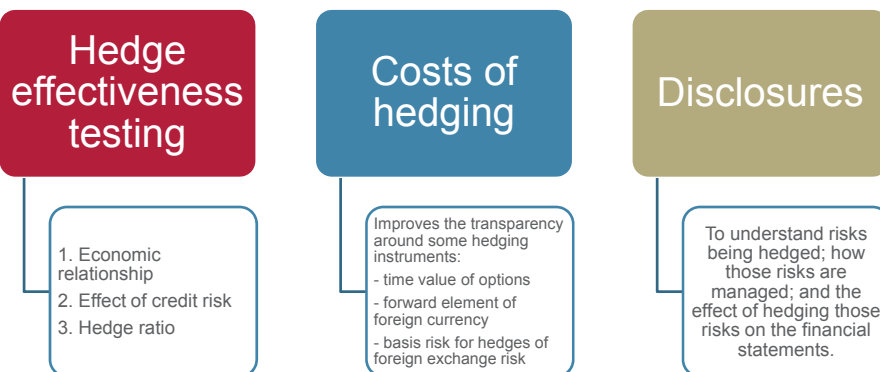 Hedge
effectiveness
testing
1. Economic
relationship
2. Effect of credit risk
3. Hedge ratio
Costs of
hedging
Improves the transparency
around some hedging
instruments:
- time value of options
- forward element of
foreign currency
- basis risk for hedges of
foreign exchange risk
Disclosures
To understand risks
being hedged; how
those risks are
managed; and the
effect of hedging those
risks on the financial
statements.